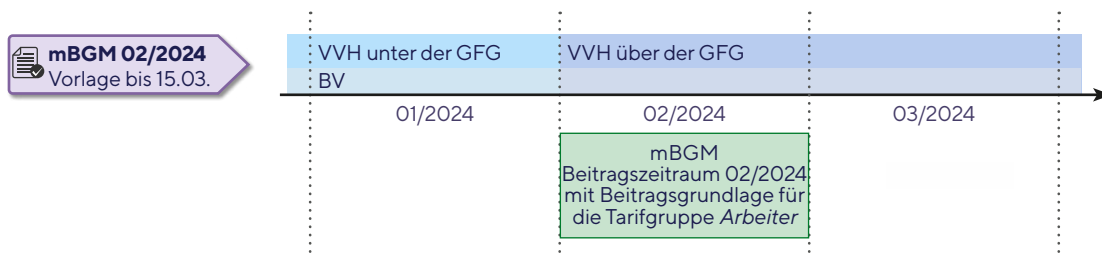 mBGM 02/2024
Vorlage bis 15.03.
VVH unter der GFG
VVH über der GFG
BV
01/2024
02/2024
03/2024
mBGM
Beitragszeitraum 02/2024
mit Beitragsgrundlage für
die Tarifgruppe Arbeiter